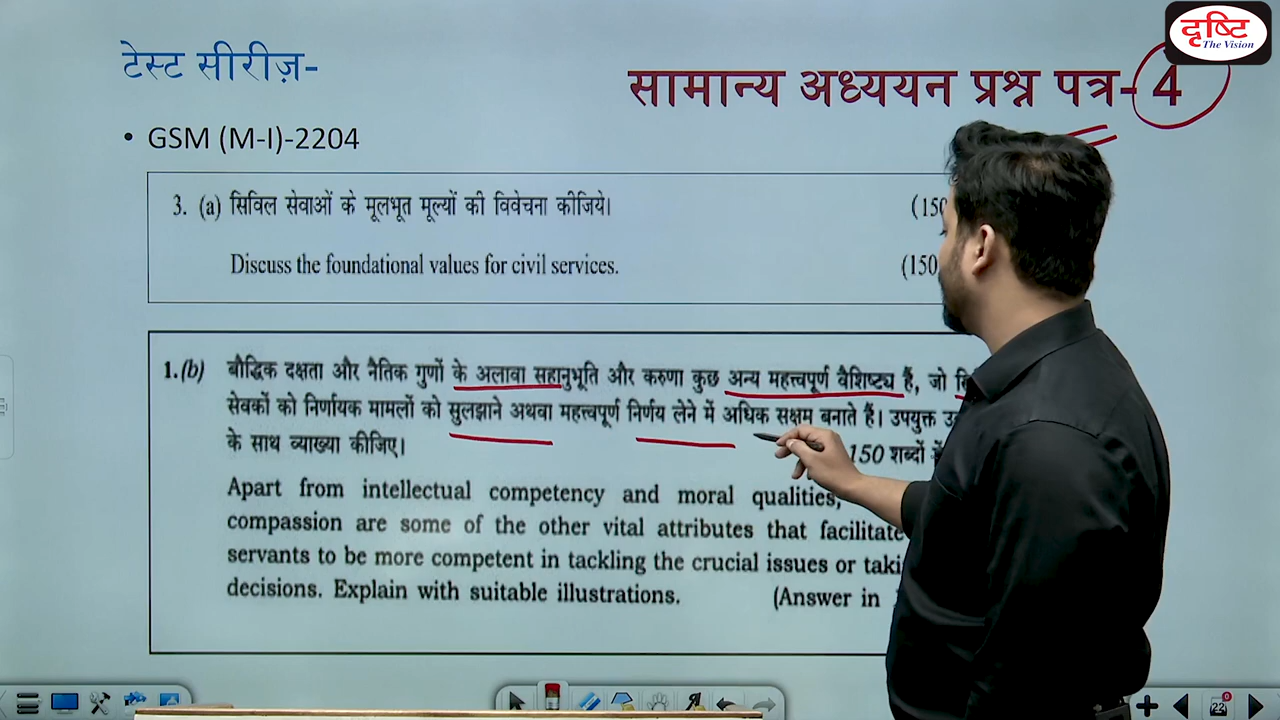 दृष्टि
The Vision
टेस्ट सीरीज़-
सामान्य अध्ययन प्रश्न पत्र- 4
• GSM (M-I)-2204
3. (a) सिविल सेवाओं के मूलभूत मूल्यों की विवेचना कीजिये। (150
Discuss the foundational values for civil services. (150
1.(b) बौद्धिक दक्षता और नैतिक गुणों के अलावा सहानुभूति और करुणा कुछ अन्य महत्त्वपूर्ण वैशिष्ट्य हैं, जो
सेवकों को निर्णायक मामलों को सुलझाने अथवा महत्त्वपूर्ण निर्णय लेने में अधिक सक्षम बनाते हैं। उपयुक्त
के साथ व्याख्या कीजिए। 150 शब्दों में
Apart from intellectual competency and moral qualities,
compassion are some of the other vital attributes that facilitate
servants to be more competent in tackling the crucial issues or
decisions. Explain with suitable illustrations. (Answer in
22
0